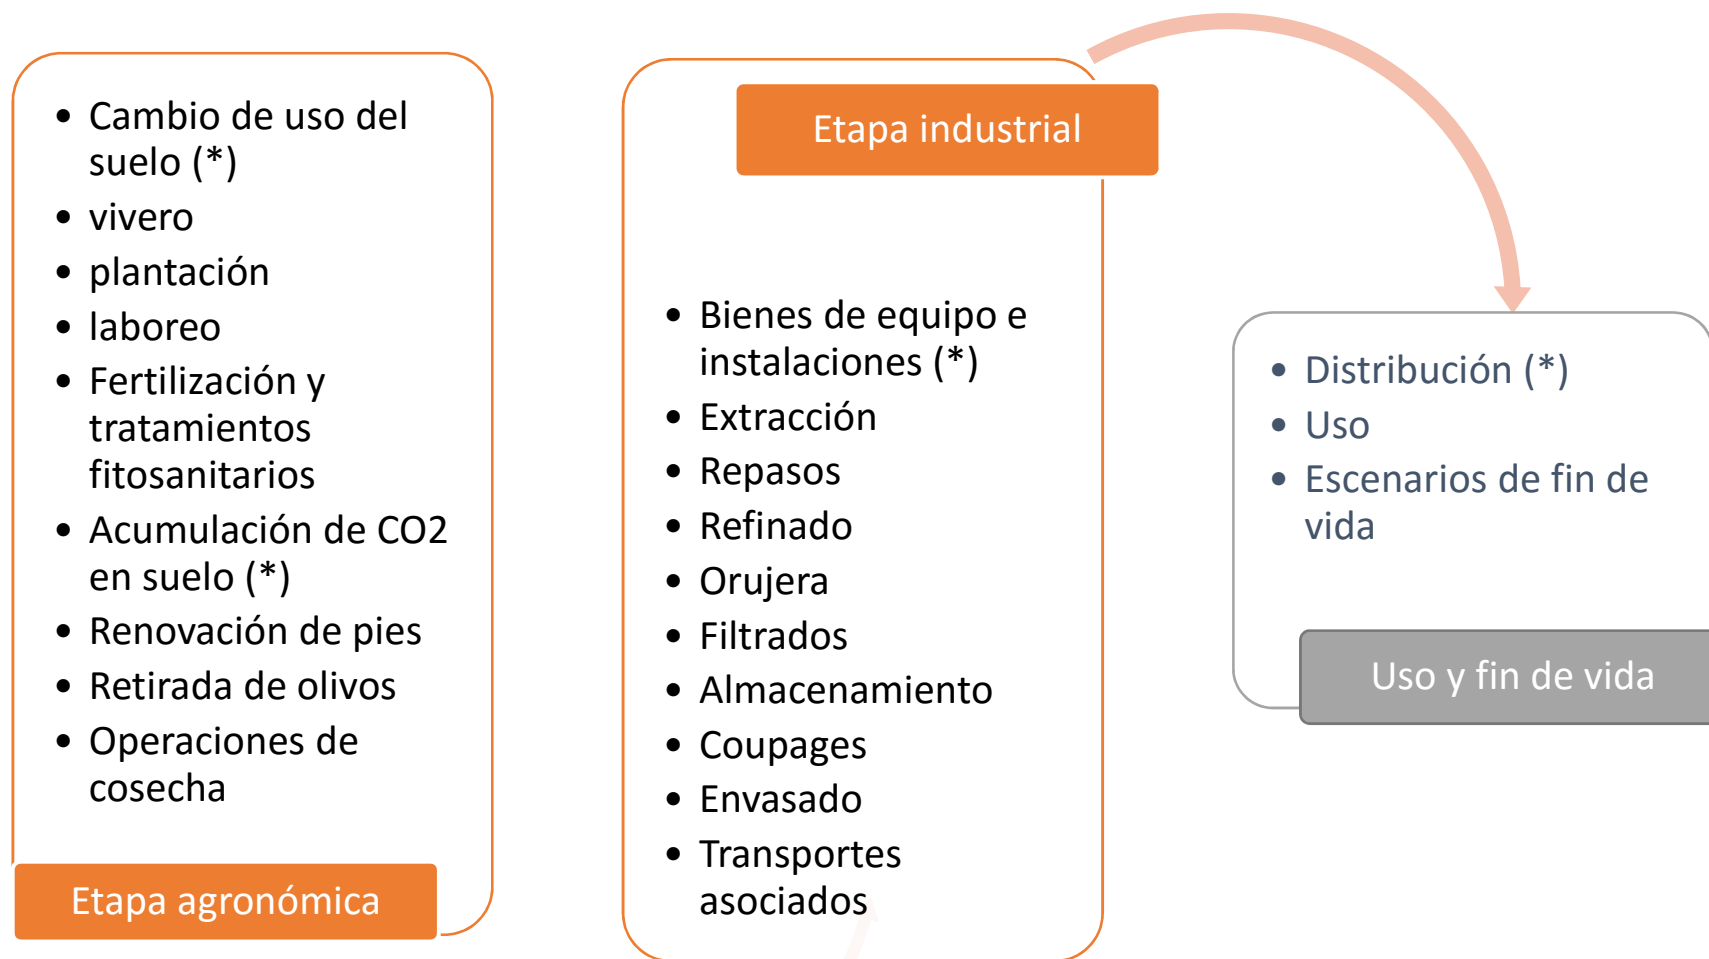 • Cambio de uso del
suelo (*)
• vivero
• plantación
• laboreo
• Fertilización y
tratamientos
fitosanitarios
• Acumulación de CO2
en suelo (*)
• Renovación de pies
• Retirada de olivos
• Operaciones de
cosecha
Etapa agronómica
Etapa industrial
• Bienes de equipo e
instalaciones (*)
• Extracción
• Repasos
• Refinado
• Orujera
• Filtrados
• Almacenamiento
• Coupages
• Envasado
• Transportes
asociados
• Distribución (*)
• Uso
• Escenarios de fin de
vida
Uso y fin de vida